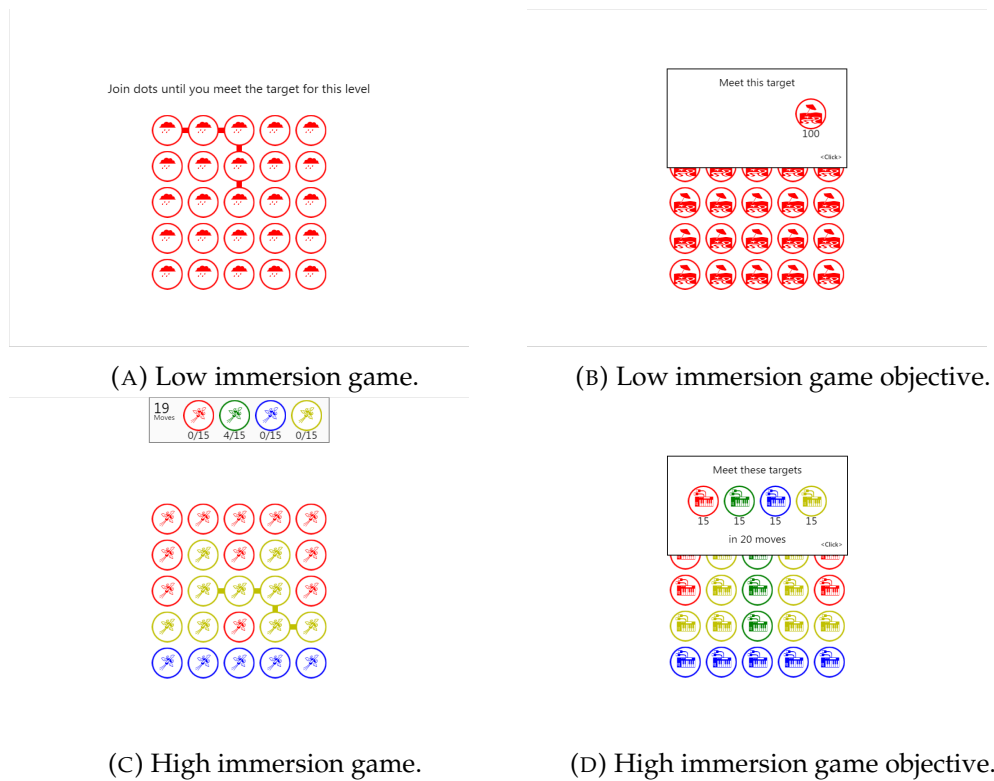 Join dots until you meet the target for this level
Meet this target
100
<Click>
(A) Low immersion game.
(B) Low immersion game objective.
19
Moves
0/15 4/15 0/15 0/15
Meet these targets
15 15 15 15
in 20 moves
<Click>
(C) High immersion game.
(D) High immersion game objective.